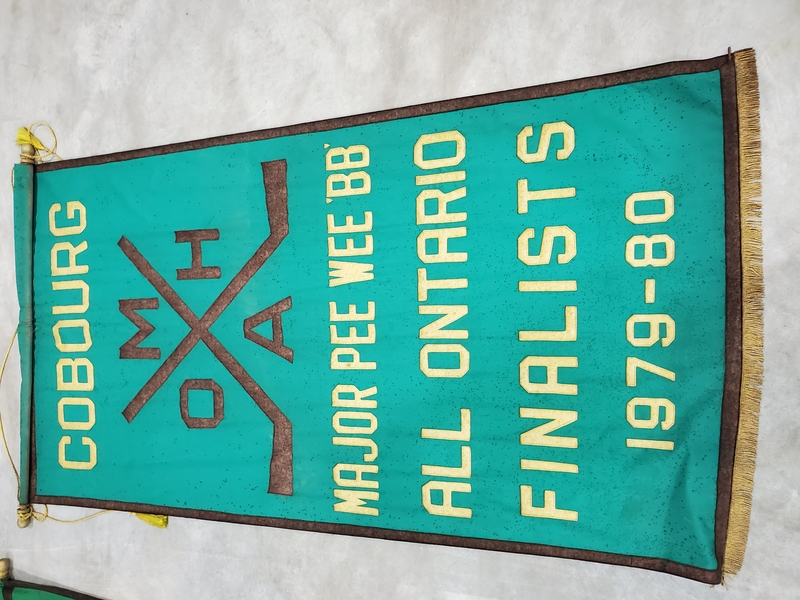 COBOURG
M
O H
A
MAJOR PEE WEE 'BB'
ALL ONTARIO
FINALISTS
1979-80